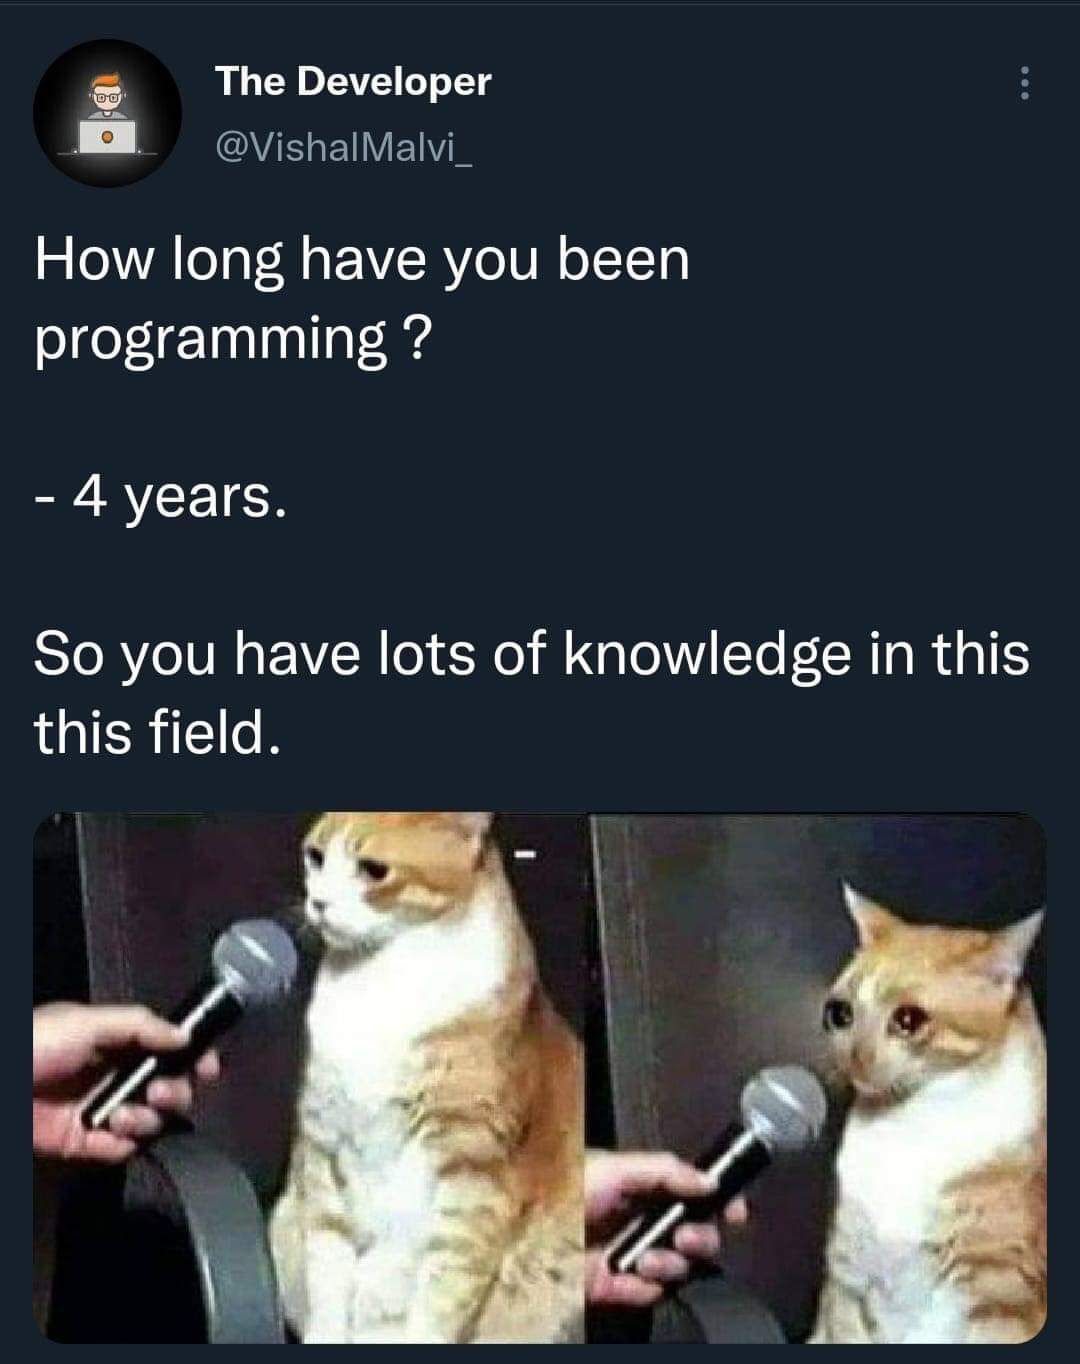 The Developer
@VishalMalvi_
How long have you been
programming ?
- 4 years.
So you have lots of knowledge in this
this field.